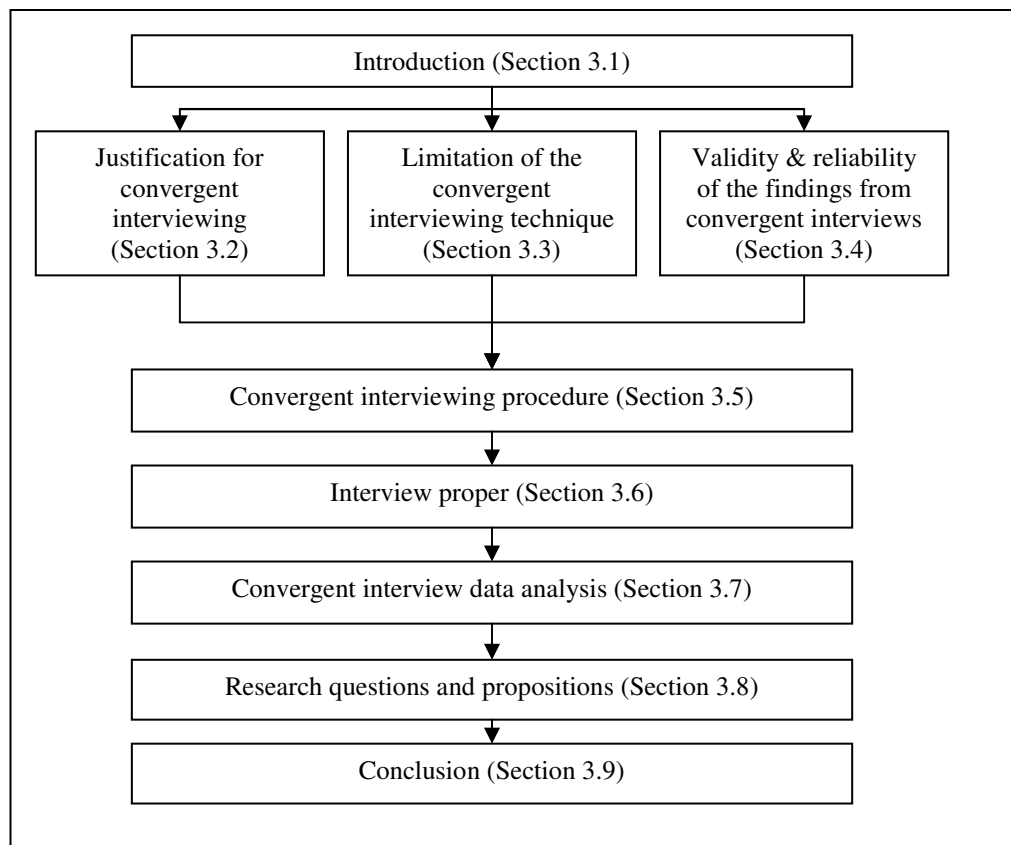 Introduction (Section 3.1)
Justification for
convergent
interviewing
(Section 3.2)
Limitation of the
convergent
interviewing technique
(Section 3.3)
Validity & reliability
of the findings from
convergent interviews
(Section 3.4)
Convergent interviewing procedure (Section 3.5)
Interview proper (Section 3.6)
Convergent interview data analysis (Section 3.7)
Research questions and propositions (Section 3.8)
Conclusion (Section 3.9)